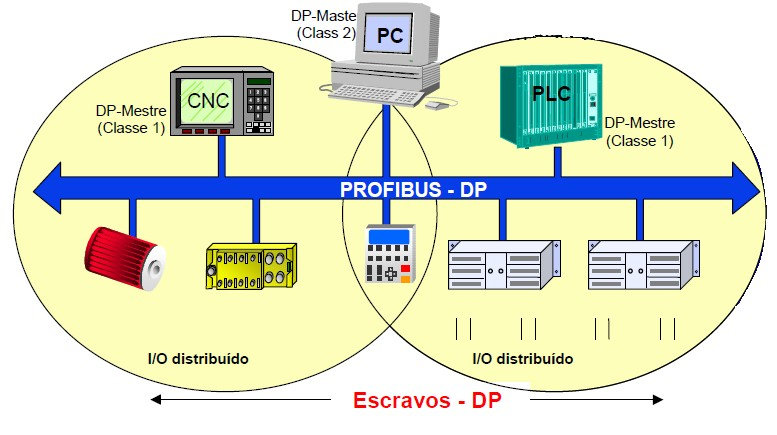 DP-Maste
(Class 2)
PC
CNC
DP-Mestre
(Classe 1)
PLC
DP-Mestre
(Classe 1)
PROFIBUS - DP
I/O distribuído
I/O distribuído
Escravos - DP